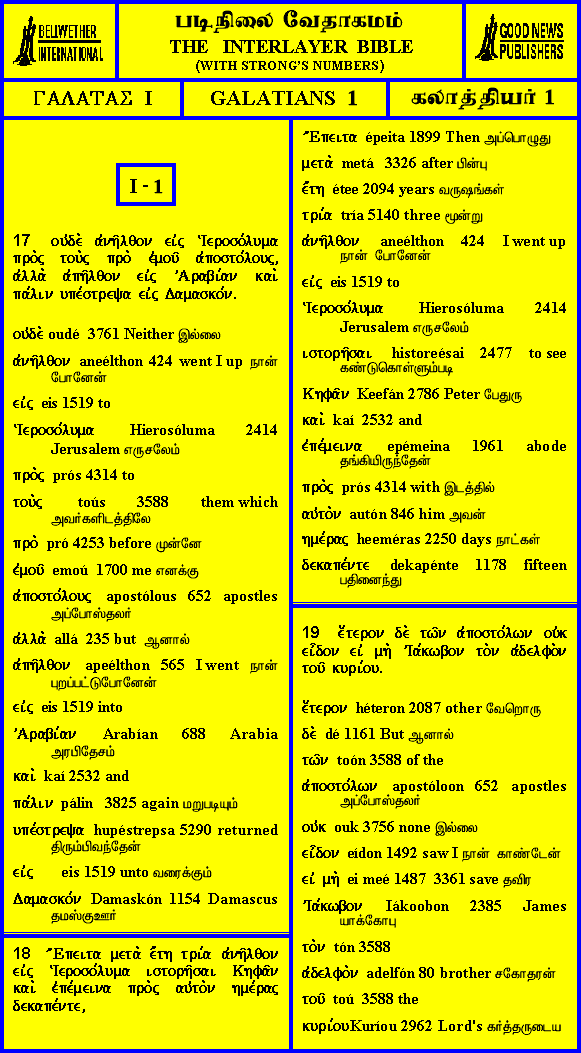 BELLWETHER
INTERNATIONAL
படிநிலை வேதாகமம்
THE INTERLAYER BIBLE
(WITH STRONG'S NUMBERS)
GOOD NEWS
PUBLISHERS
ΓΑΛΑΤΑΣ Ι
GALATIANS 1
கலாத்தியர் 1
I - 1
17 οὐδὲ ἀνῆλθον εἰς Ἱεροσόλυμα
πρὸς τοὺς πρὸ ἐμοῦ ἀποστόλους,
ἀλλὰ ἀπῆλθον εἰς Ἀραβίαν καὶ
πάλιν υπέστρεψα εἰς Δαμασκόν.
οὐδὲ oudé 3761 Neither இல்லை
ἀνῆλθον aneélthon 424 went I up நான்
போனேன்
εἰς eis 1519 to
Ἱεροσόλυμα Hierosóluma 2414
Jerusalem எருசலேம்
πρὸς prós 4314 to
τοὺς toús 3588 them which
அவர்களிடத்திலே
πρὸ pró 4253 before முன்னே
ἐμοῦ emoú 1700 me எனக்கு
ἀποστόλους apostólous 652 apostles
அப்போஸ்தலர்
ἀλλὰ allá 235 but ஆனால்
ἀπῆλθον apeélthon 565 I went நான்
புறப்பட்டுபோனேன்
εἰς eis 1519 into
Ἀραβίαν Arabían 688 Arabia
அரபிதேசம்
καὶ kaí 2532 and
πάλιν pálin 3825 again மறுபடியும்
υπέστρεψα hupéstrepsa 5290 returned
திரும்பிவந்தேன்
εἰς eis 1519 unto வரைக்கும்
Δαμασκόν Damaskón 1154 Damascus
தமஸ்குஊர்
18 Ἔπειτα μετὰ ἔτη τρία ἀνῆλθον
εἰς Ἱεροσόλυμα ιστορῆσαι Κηφᾶν
καὶ ἐπέμεινα πρὸς αὐτὸν ημέρας
δεκαπέντε,
Ἔπειτα épeita 1899 Then அப்பொழுது
μετὰ metá 3326 after பின்பு
ἔτη étee 2094 years வருஷங்கள்
τρία tría 5140 three மூன்று
ἀνῆλθον aneélthon 424 I went up
நான் போனேன்
εἰς eis 1519 to
Ἱεροσόλυμα Hierosóluma 2414
Jerusalem எருசலேம்
ιστορῆσαι historeésai 2477 to see
கண்டுகொள்ளும்படி
Κηφᾶν Keefán 2786 Peter பேதுரு
καὶ kaí 2532 and
ἐπέμεινα epémeina 1961 abode
தங்கியிருந்தேன்
πρὸς prós 4314 with இடத்தில்
αὐτὸν autón 846 him அவன்
ημέρας heeméras 2250 days நாட்கள்
δεκαπέντε dekapénte 1178 fifteen
பதினைந்து
19 ἕτερον δὲ τῶν ἀποστόλων οὐκ
εἶδον εἰ μὴ Ἰάκωβον τὸν ἀδελφὸν
τοῦ κυρίου.
ἕτερον héteron 2087 other வேறொரு
δὲ dé 1161 But ஆனால்
τῶν toón 3588 of the
ἀποστόλων apostóloon 652 apostles
அப்போஸ்தலர்
οὐκ ouk 3756 none இல்லை
εἶδον eídon 1492 saw I நான் காண்டேன்
εἰ μὴ ei meé 1487 3361 save தவிர
Ἰάκωβον Iákoobon 2385 James
யாக்கோபு
τὸν tón 3588
ἀδελφὸν adelfón 80 brother சகோதரன்
τοῦ toú 3588 the
κυρίου Kuríou 2962 Lord's கர்த்தருடைய